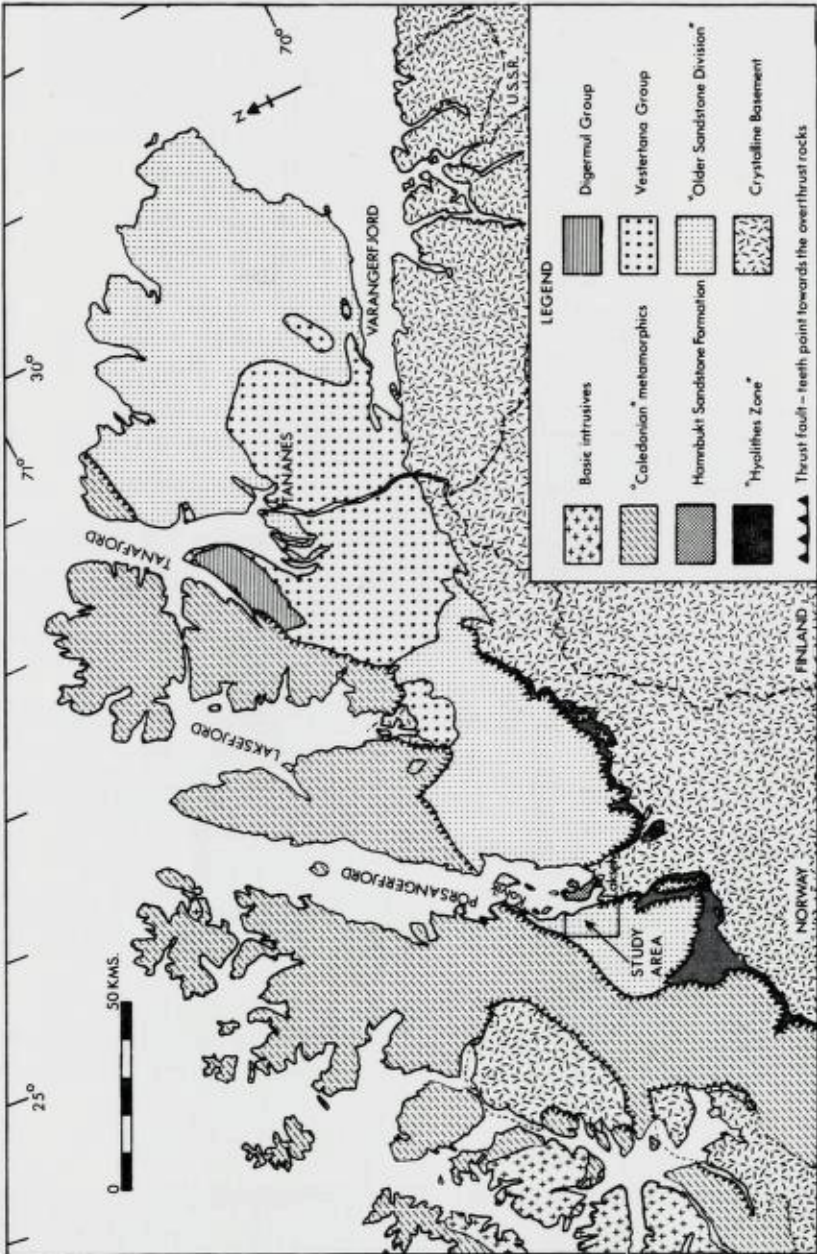 70°
N
U.S.S.R.
VARANGERFJORD
30°
TANANES
71°
TANAFJORD
LAKSEFJORD
PORSANGERFJORD
STUDY
AREA
FINLAND
NORWAY
25°
50 KMS.
0
LEGEND
Basic intrusives
"Caledonian" metamorphics
Hamnbukt Sandstone Formation
"Hyolithes Zone"
Digermul Group
Vestertana Group
"Older Sandstone Division"
Crystalline Basement
Thrust fault – teeth point towards the overthrust rocks